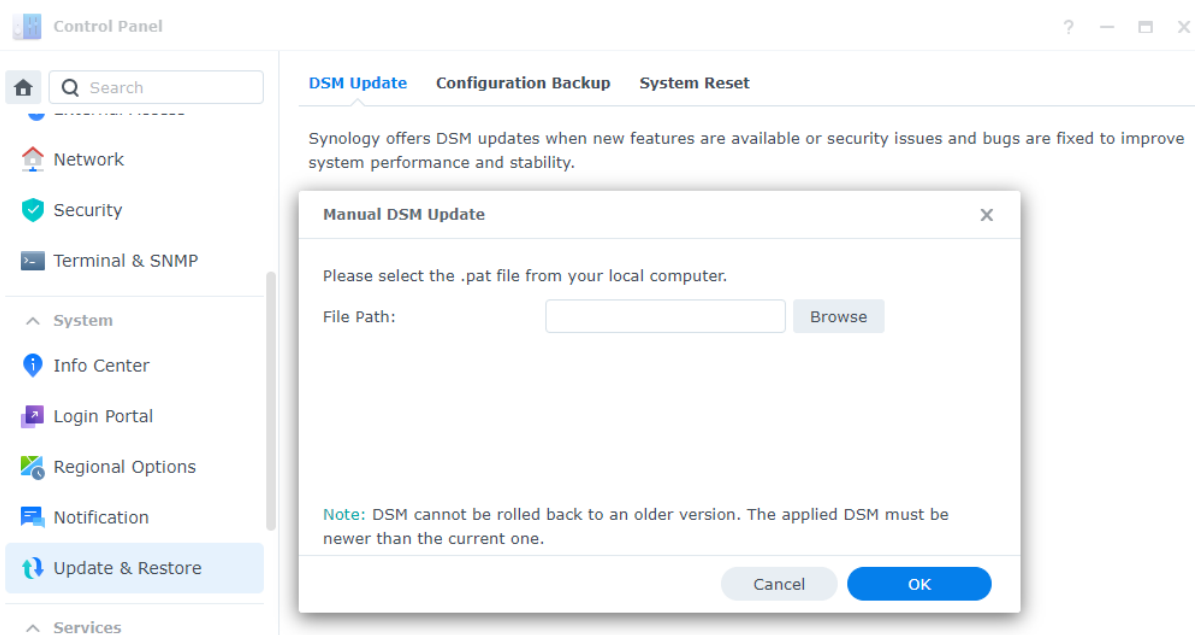 Control Panel
Search
DSM Update Configuration Backup System Reset
Synology offers DSM updates when new features are available or security issues and bugs are fixed to improve
system performance and stability.
Network
Security
Terminal & SNMP
System
Info Center
Login Portal
Regional Options
Notification
Update & Restore
Services
Manual DSM Update
Please select the .pat file from your local computer.
File Path:
Browse
Note: DSM cannot be rolled back to an older version. The applied DSM must be
newer than the current one.
Cancel
OK